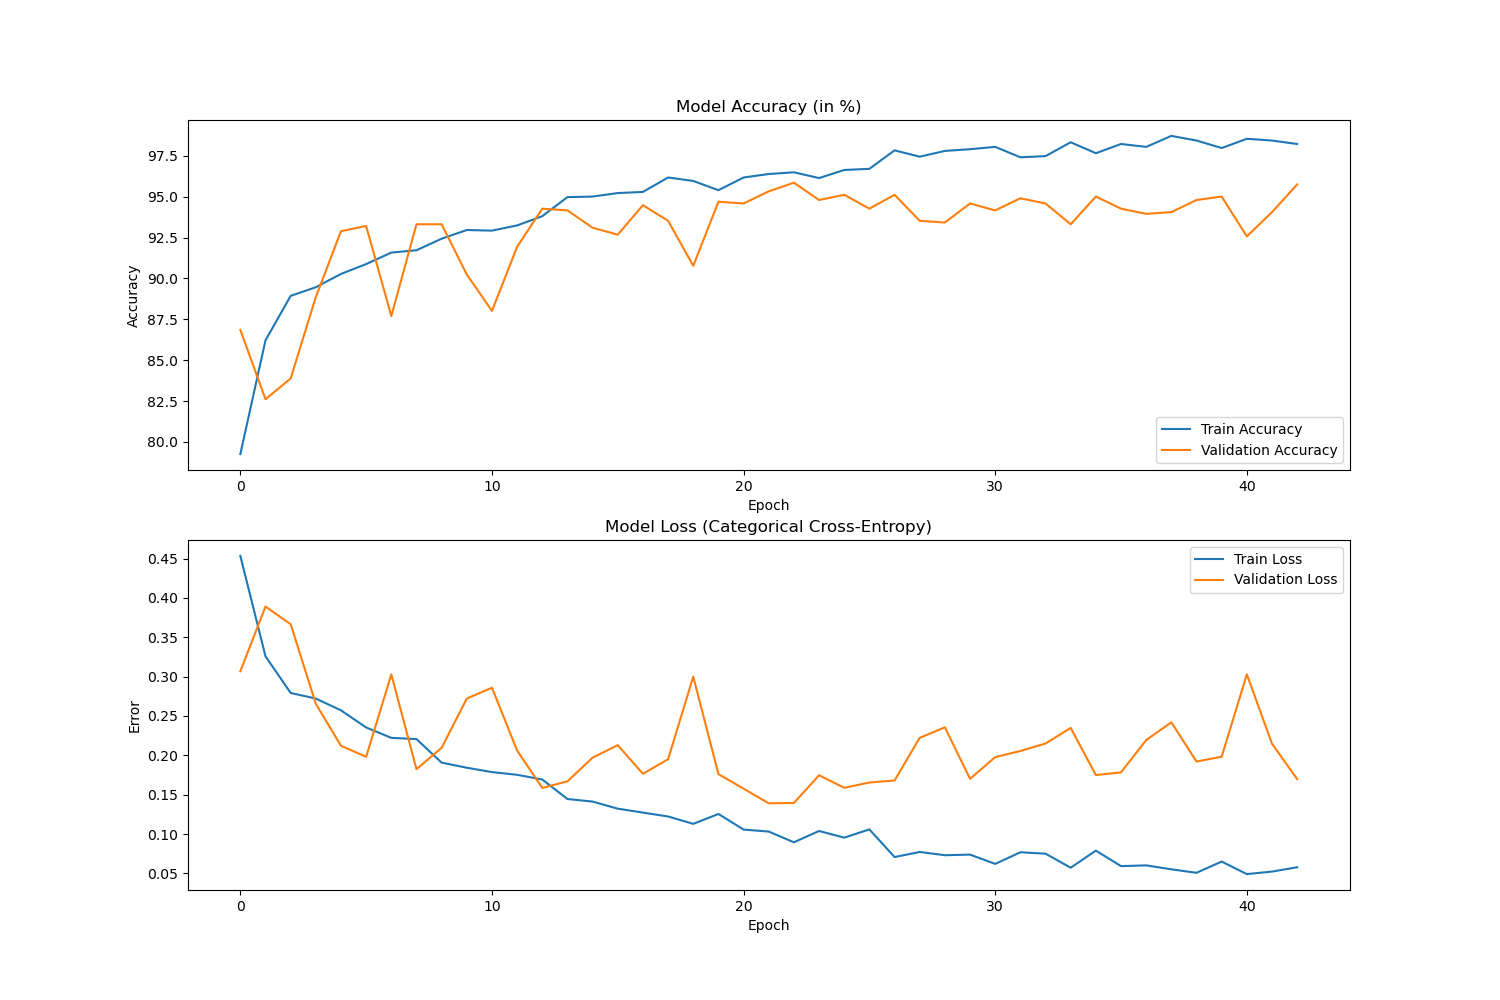 Model Accuracy (in %)
97.5
95.0
92.5
90.0
87.5
85.0
82.5
80.0
Accuracy
Train Accuracy
Validation Accuracy
0 10 20 30 40
Epoch
Model Loss (Categorical Cross-Entropy)
0.45
0.40
0.35
0.30
0.25
0.20
0.15
0.10
0.05
Error
Train Loss
Validation Loss
0 10 20 30 40
Epoch